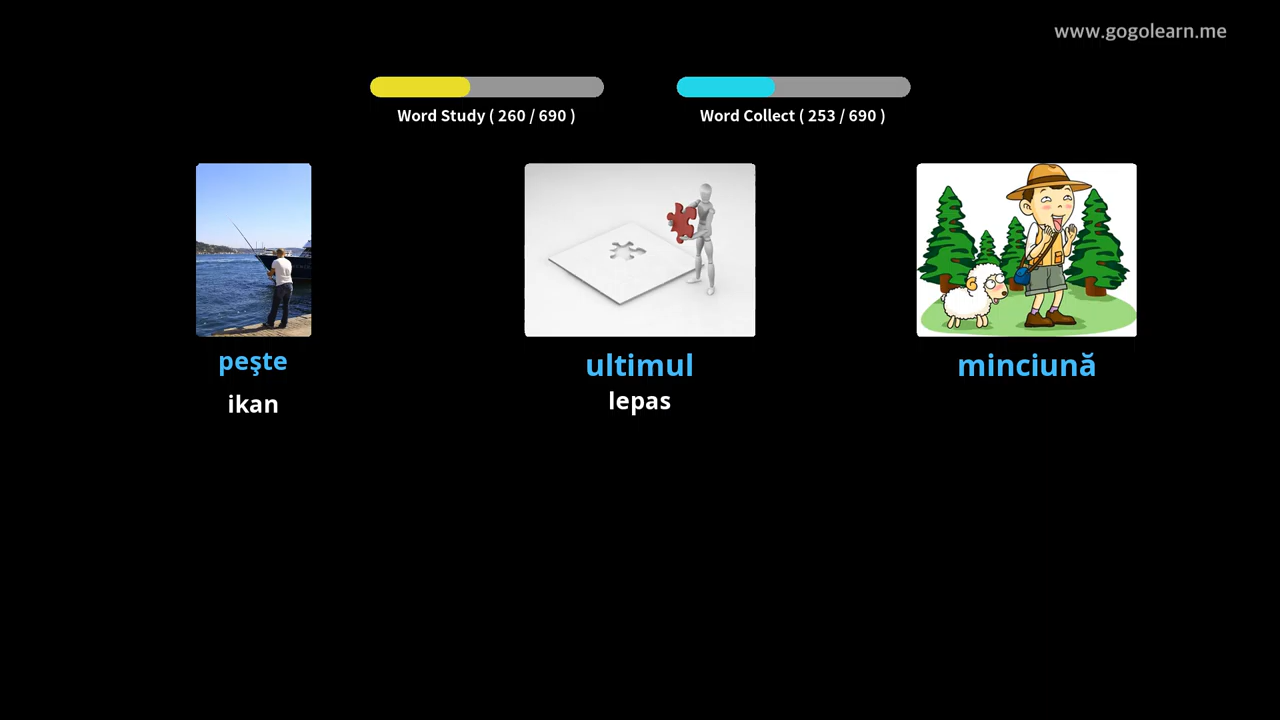 www.gogolearn.me
Word Study ( 260 / 690 )
Word Collect ( 253 / 690 )
peşte
ikan
ultimul
lepas
minciună